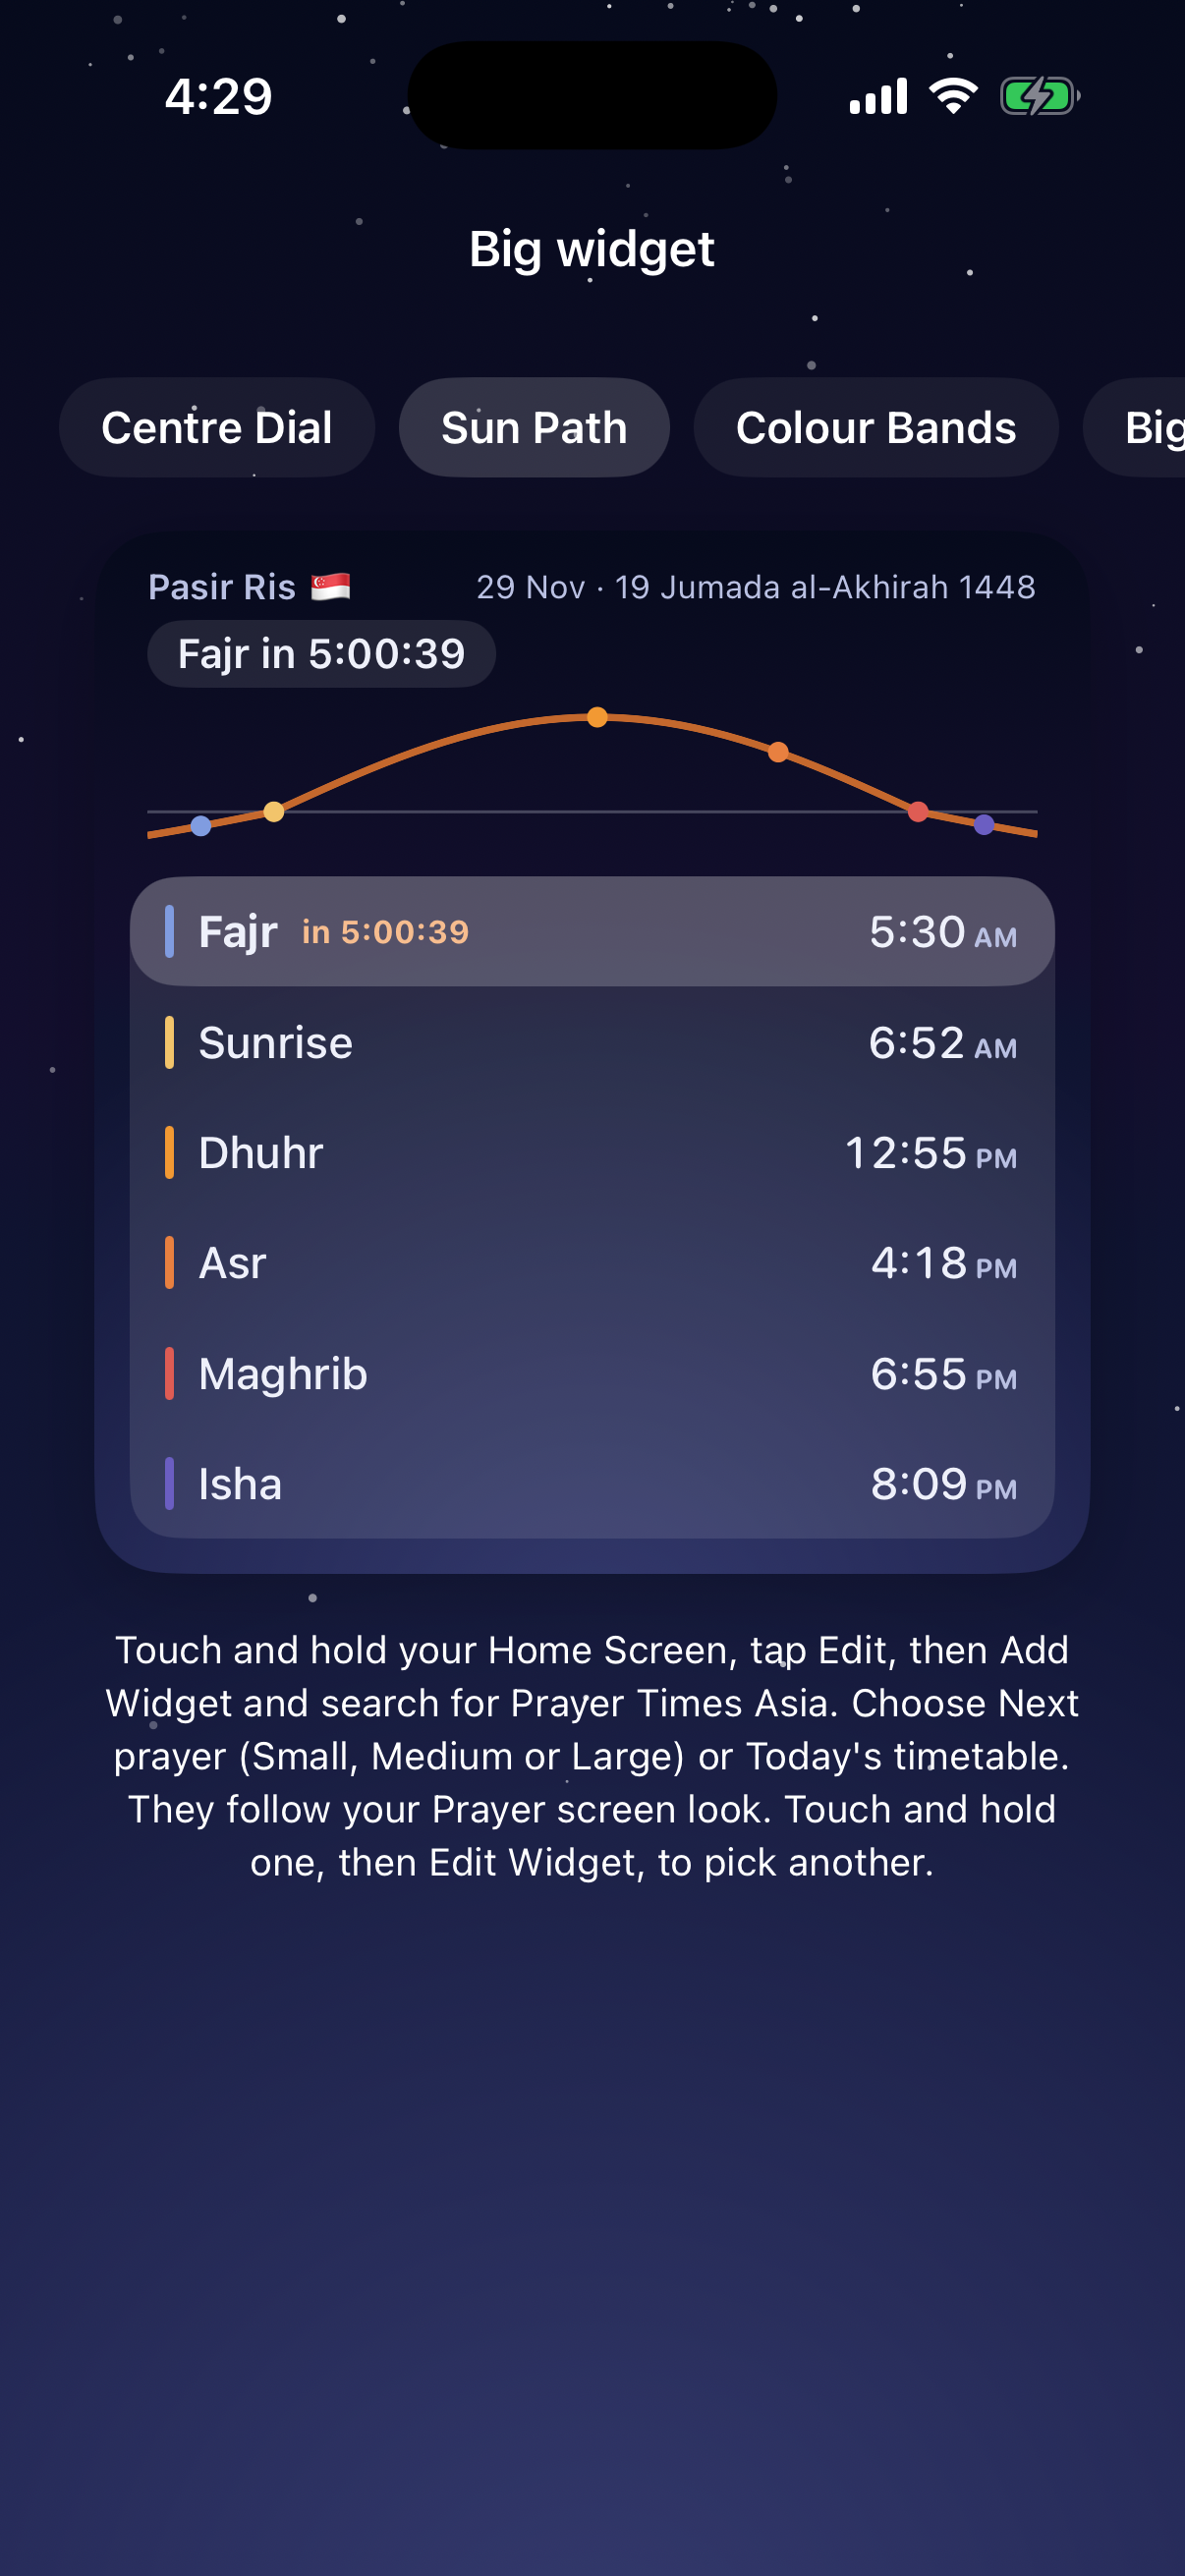 4:29
Big widget
Centre Dial
Sun Path
Colour Bands
Big
Pasir Ris 🇸🇬
29 Nov · 19 Jumada al-Akhirah 1448
Fajr in 5:00:39
Fajr in 5:00:39 5:30 AM
Sunrise 6:52 AM
Dhuhr 12:55 PM
Asr 4:18 PM
Maghrib 6:55 PM
Isha 8:09 PM
Touch and hold your Home Screen, tap Edit, then Add
Widget and search for Prayer Times Asia. Choose Next
prayer (Small, Medium or Large) or Today's timetable.
They follow your Prayer screen look. Touch and hold
one, then Edit Widget, to pick another.